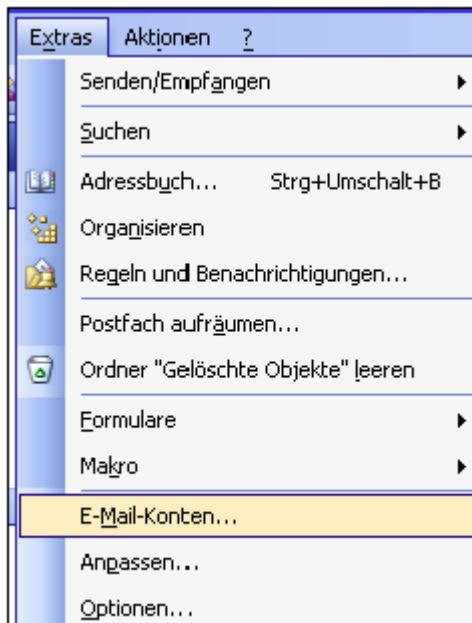 Extras Aktionen ?
Senden/Empfangen
Suchen
Adressbuch... Strg+Umschalt+B
Organisieren
Regeln und Benachrichtigungen...
Postfach aufräumen...
Ordner "Gelöschte Objekte" leeren
Formulare
Makro
E-Mail-Konten...
Anpassen...
Optionen...